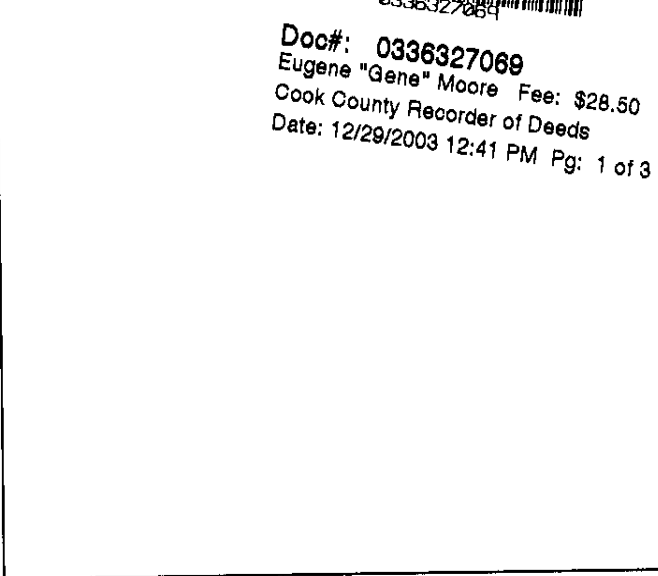 0336327069
Doc#: 0336327069
Eugene "Gene" Moore Fee: $28.50
Cook County Recorder of Deeds
Date: 12/29/2003 12:41 PM Pg: 1 of 3